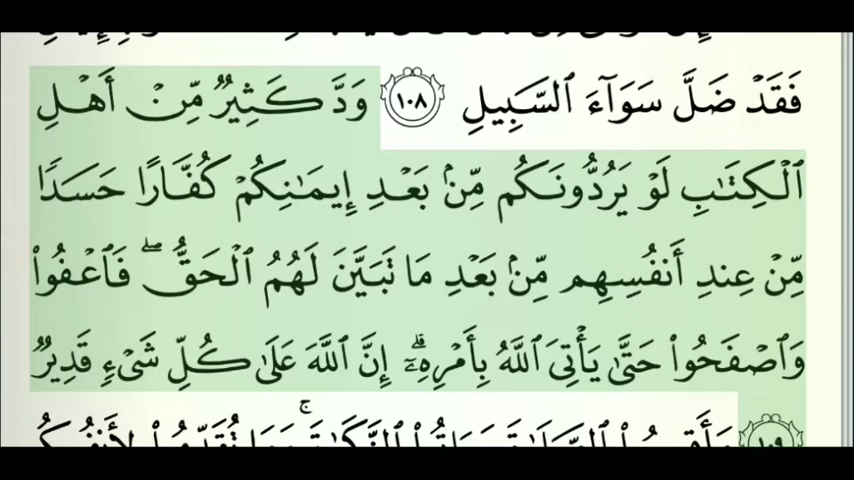 فَقَدْ ضَلَّ سَوَآءَ ٱلسَّبِيلِ ١٠٨ وَدَّ كَثِيرٌ مِّنْ أَهْلِ
ٱلْكِتَٰبِ لَوْ يَرُدُّونَكُم مِّنۢ بَعْدِ إِيمَٰنِكُمْ كُفَّارًا حَسَدًا
مِّنْ عِندِ أَنفُسِهِم مِّنۢ بَعْدِ مَا تَبَيَّنَ لَهُمُ ٱلْحَقُّ ۖ فَٱعْفُوا۟
وَٱصْفَحُوا۟ حَتَّىٰ يَأْتِىَ ٱللَّهُ بِأَمْرِهِۦٓ ۗ إِنَّ ٱللَّهَ عَلَىٰ كُلِّ شَىْءٍ قَدِيرٌ
١٠٩